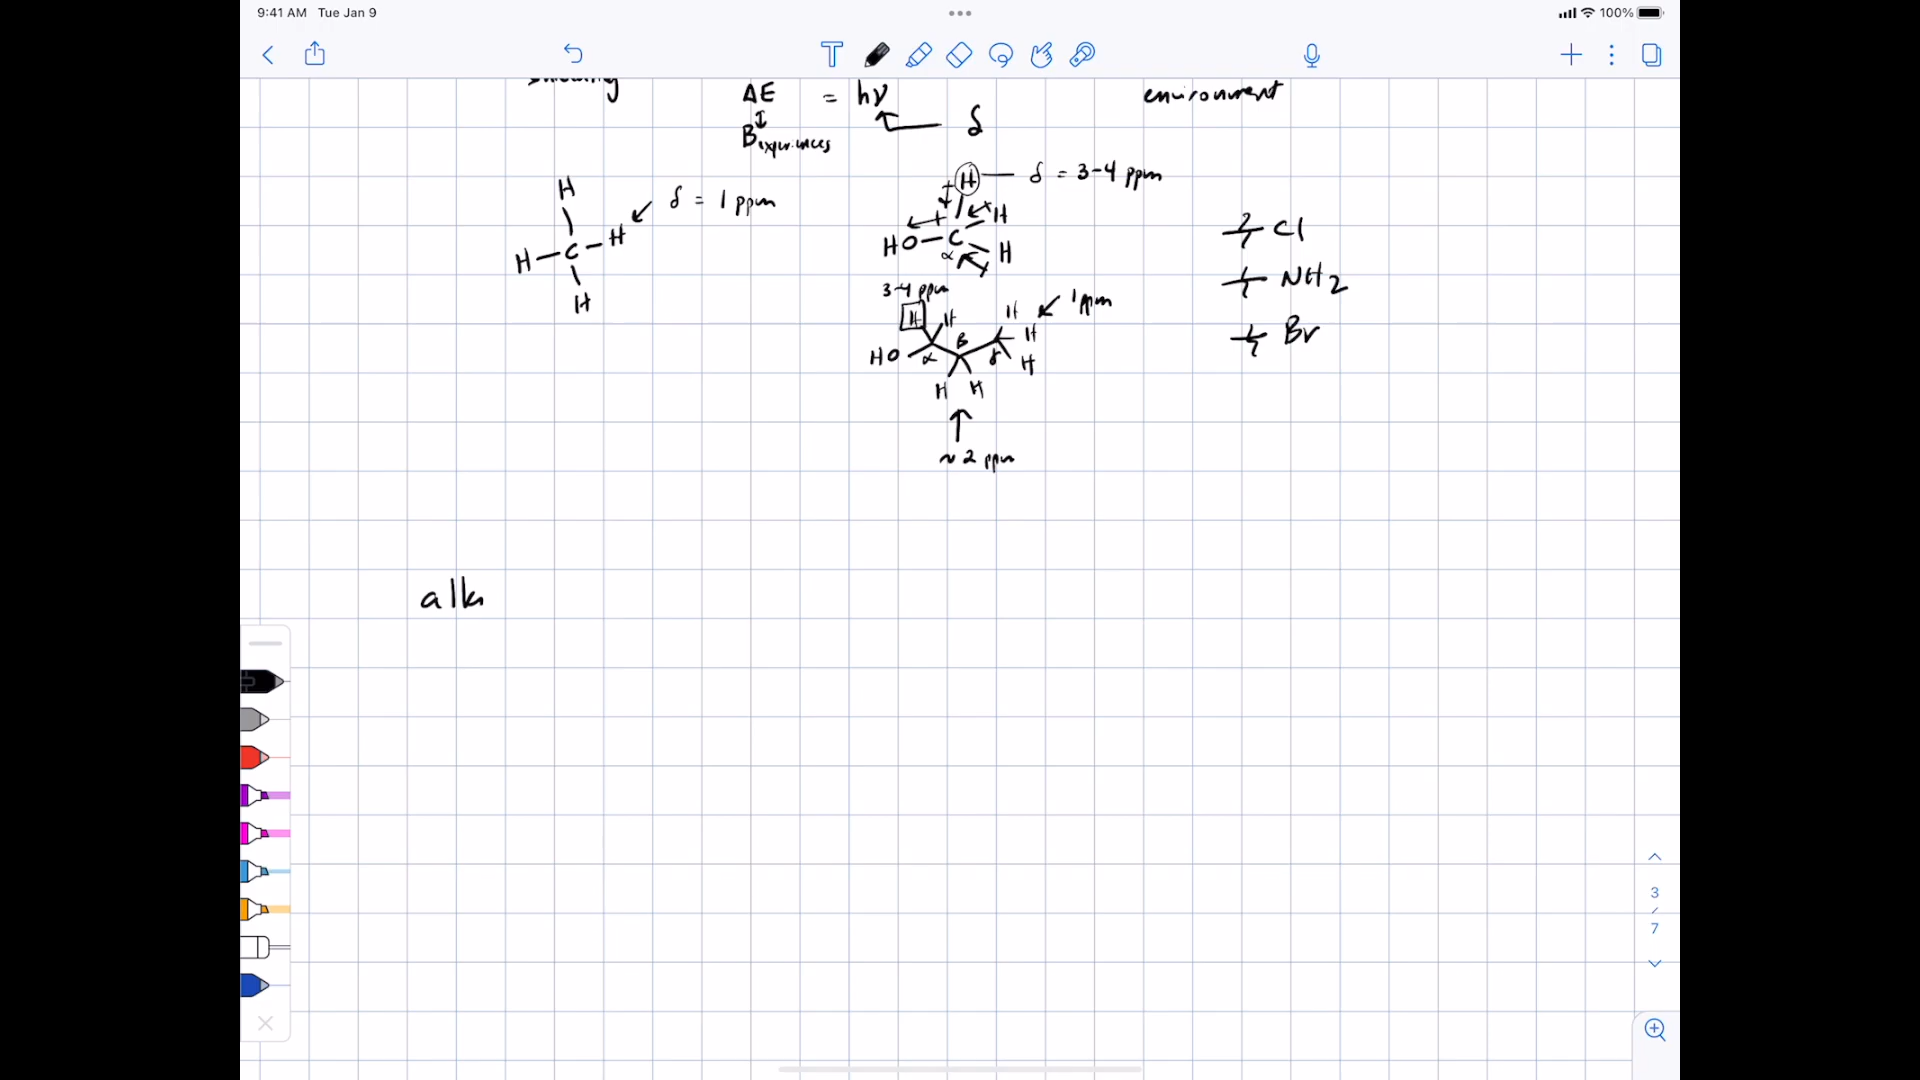 9:41 AM Tue Jan 9
100%
T
ΔE = hν
environment
δ
↕
B experiences
H
H — δ = 3-4 ppm
δ = 1 ppm
H
H — C — H
HO — C
α
H
H
Cl
NH2
Br
3-4 ppm
H H
H
H
H
1 ppm
HO α β γ
H H
~ 2 ppm
alk
3
7